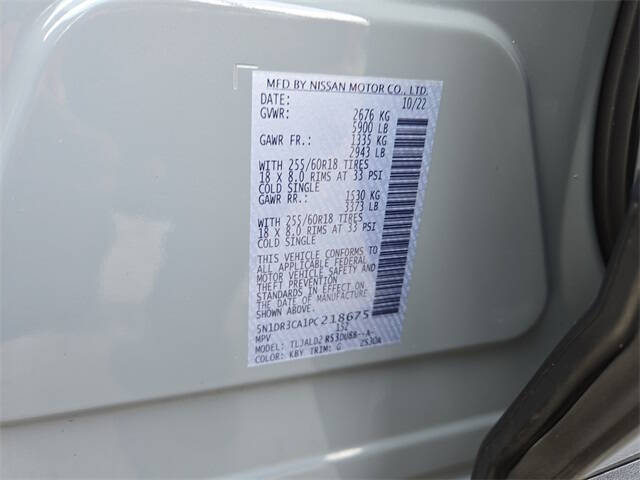 MFD BY NISSAN MOTOR CO., LTD.
DATE: 10/22
GVWR: 2676 KG
5900 LB
GAWR FR.: 1335 KG
2943 LB
WITH 255/60R18 TIRES
18 X 8.0 RIMS AT 33 PSI
COLD SINGLE
GAWR RR.: 1530 KG
3373 LB
WITH 255/60R18 TIRES
18 X 8.0 RIMS AT 33 PSI
COLD SINGLE
THIS VEHICLE CONFORMS TO
ALL APPLICABLE FEDERAL
MOTOR VEHICLE SAFETY AND
THEFT PREVENTION
STANDARDS IN EFFECT ON
THE DATE OF MANUFACTURE
SHOWN ABOVE.
5N1DR3CA1PC218675
MPV 152
MODEL: TLJALD2 R53DUB8--A-
COLOR: KBY TRIM: G 2S30A